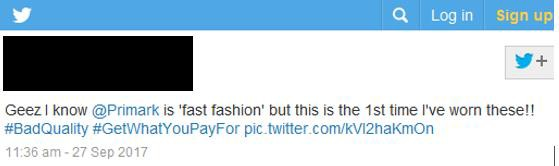 Log in Sign up
Geez I know @Primark is 'fast fashion' but this is the 1st time I've worn these!!
#BadQuality #GetWhatYouPayFor pic.twitter.com/kVl2haKmOn
11:36 am - 27 Sep 2017